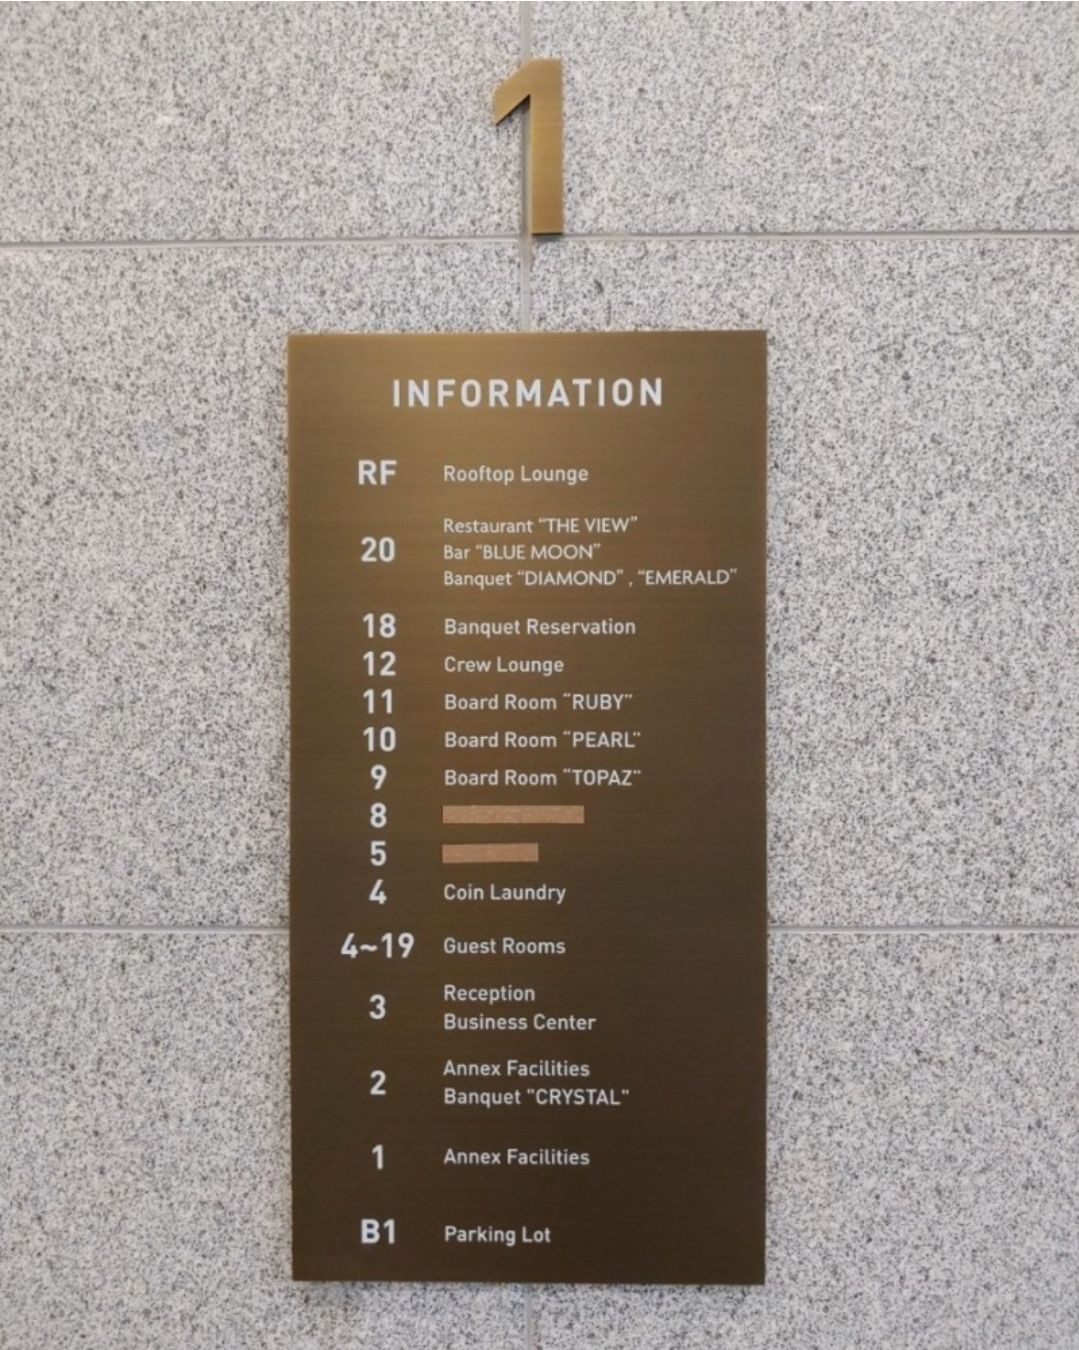 1
INFORMATION
RF Rooftop Lounge
Restaurant “THE VIEW”
20 Bar “BLUE MOON”
Banquet “DIAMOND” , “EMERALD”
18 Banquet Reservation
12 Crew Lounge
11 Board Room “RUBY”
10 Board Room “PEARL”
9 Board Room “TOPAZ”
8
5
4 Coin Laundry
4~19 Guest Rooms
3 Reception
Business Center
2 Annex Facilities
Banquet "CRYSTAL"
1 Annex Facilities
B1 Parking Lot